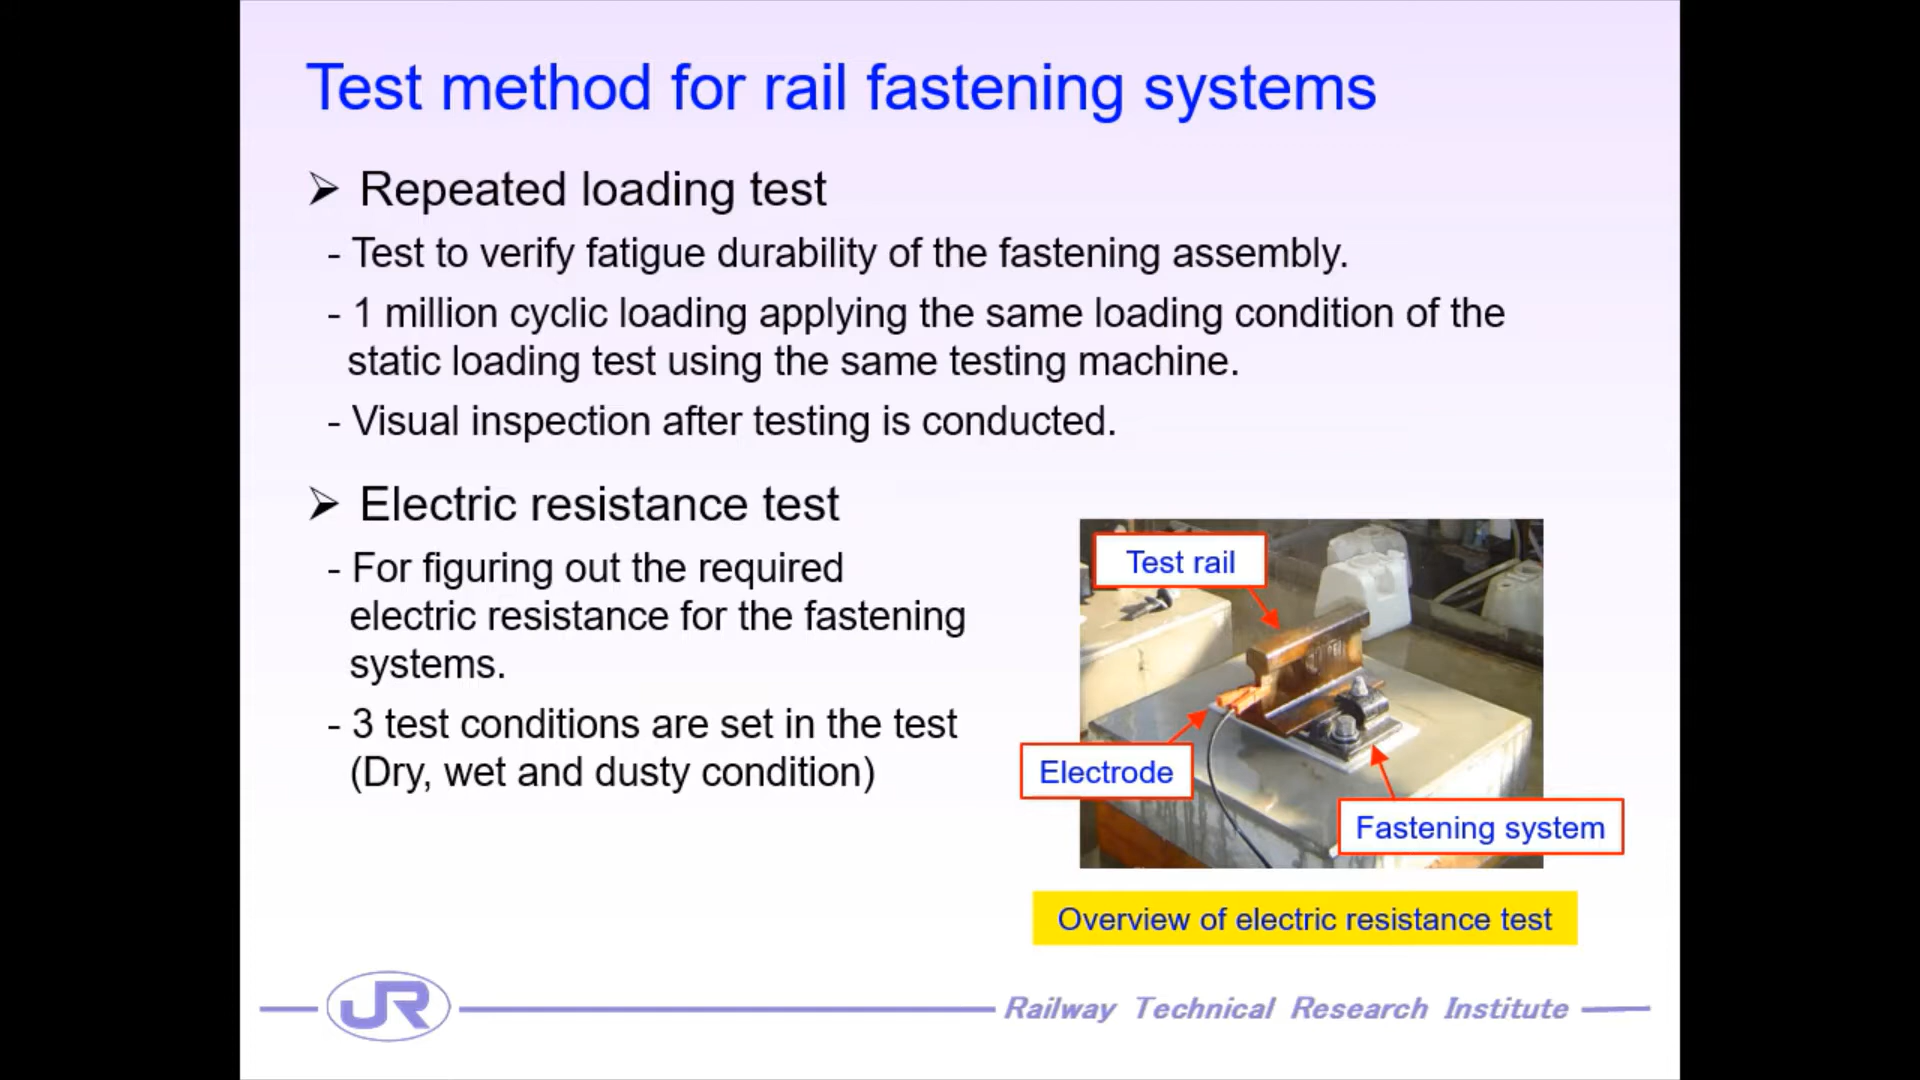 Test method for rail fastening systems
➢ Repeated loading test
- Test to verify fatigue durability of the fastening assembly.
- 1 million cyclic loading applying the same loading condition of the
static loading test using the same testing machine.
- Visual inspection after testing is conducted.
➢ Electric resistance test
- For figuring out the required
electric resistance for the fastening
systems.
- 3 test conditions are set in the test
(Dry, wet and dusty condition)
Test rail
Electrode
Fastening system
Overview of electric resistance test
JR
Railway Technical Research Institute